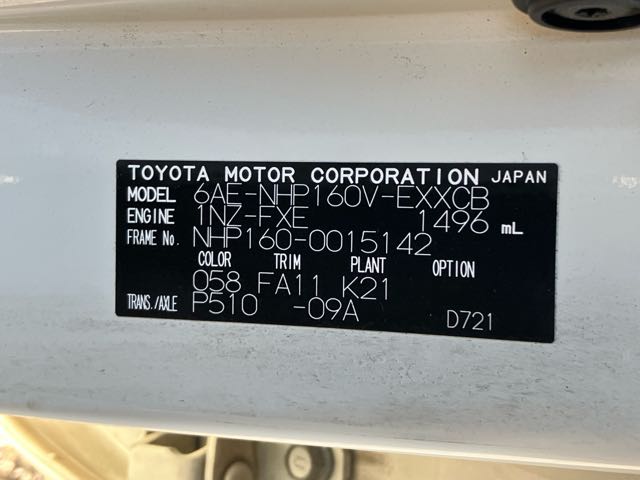 TOYOTA MOTOR CORPORATION JAPAN
MODEL 6AE-NHP160V-EXXCB
ENGINE 1NZ-FXE 1496 mL
FRAME No. NHP160-0015142
COLOR TRIM PLANT OPTION
058 FA11 K21
TRANS./AXLE P510 -09A D721